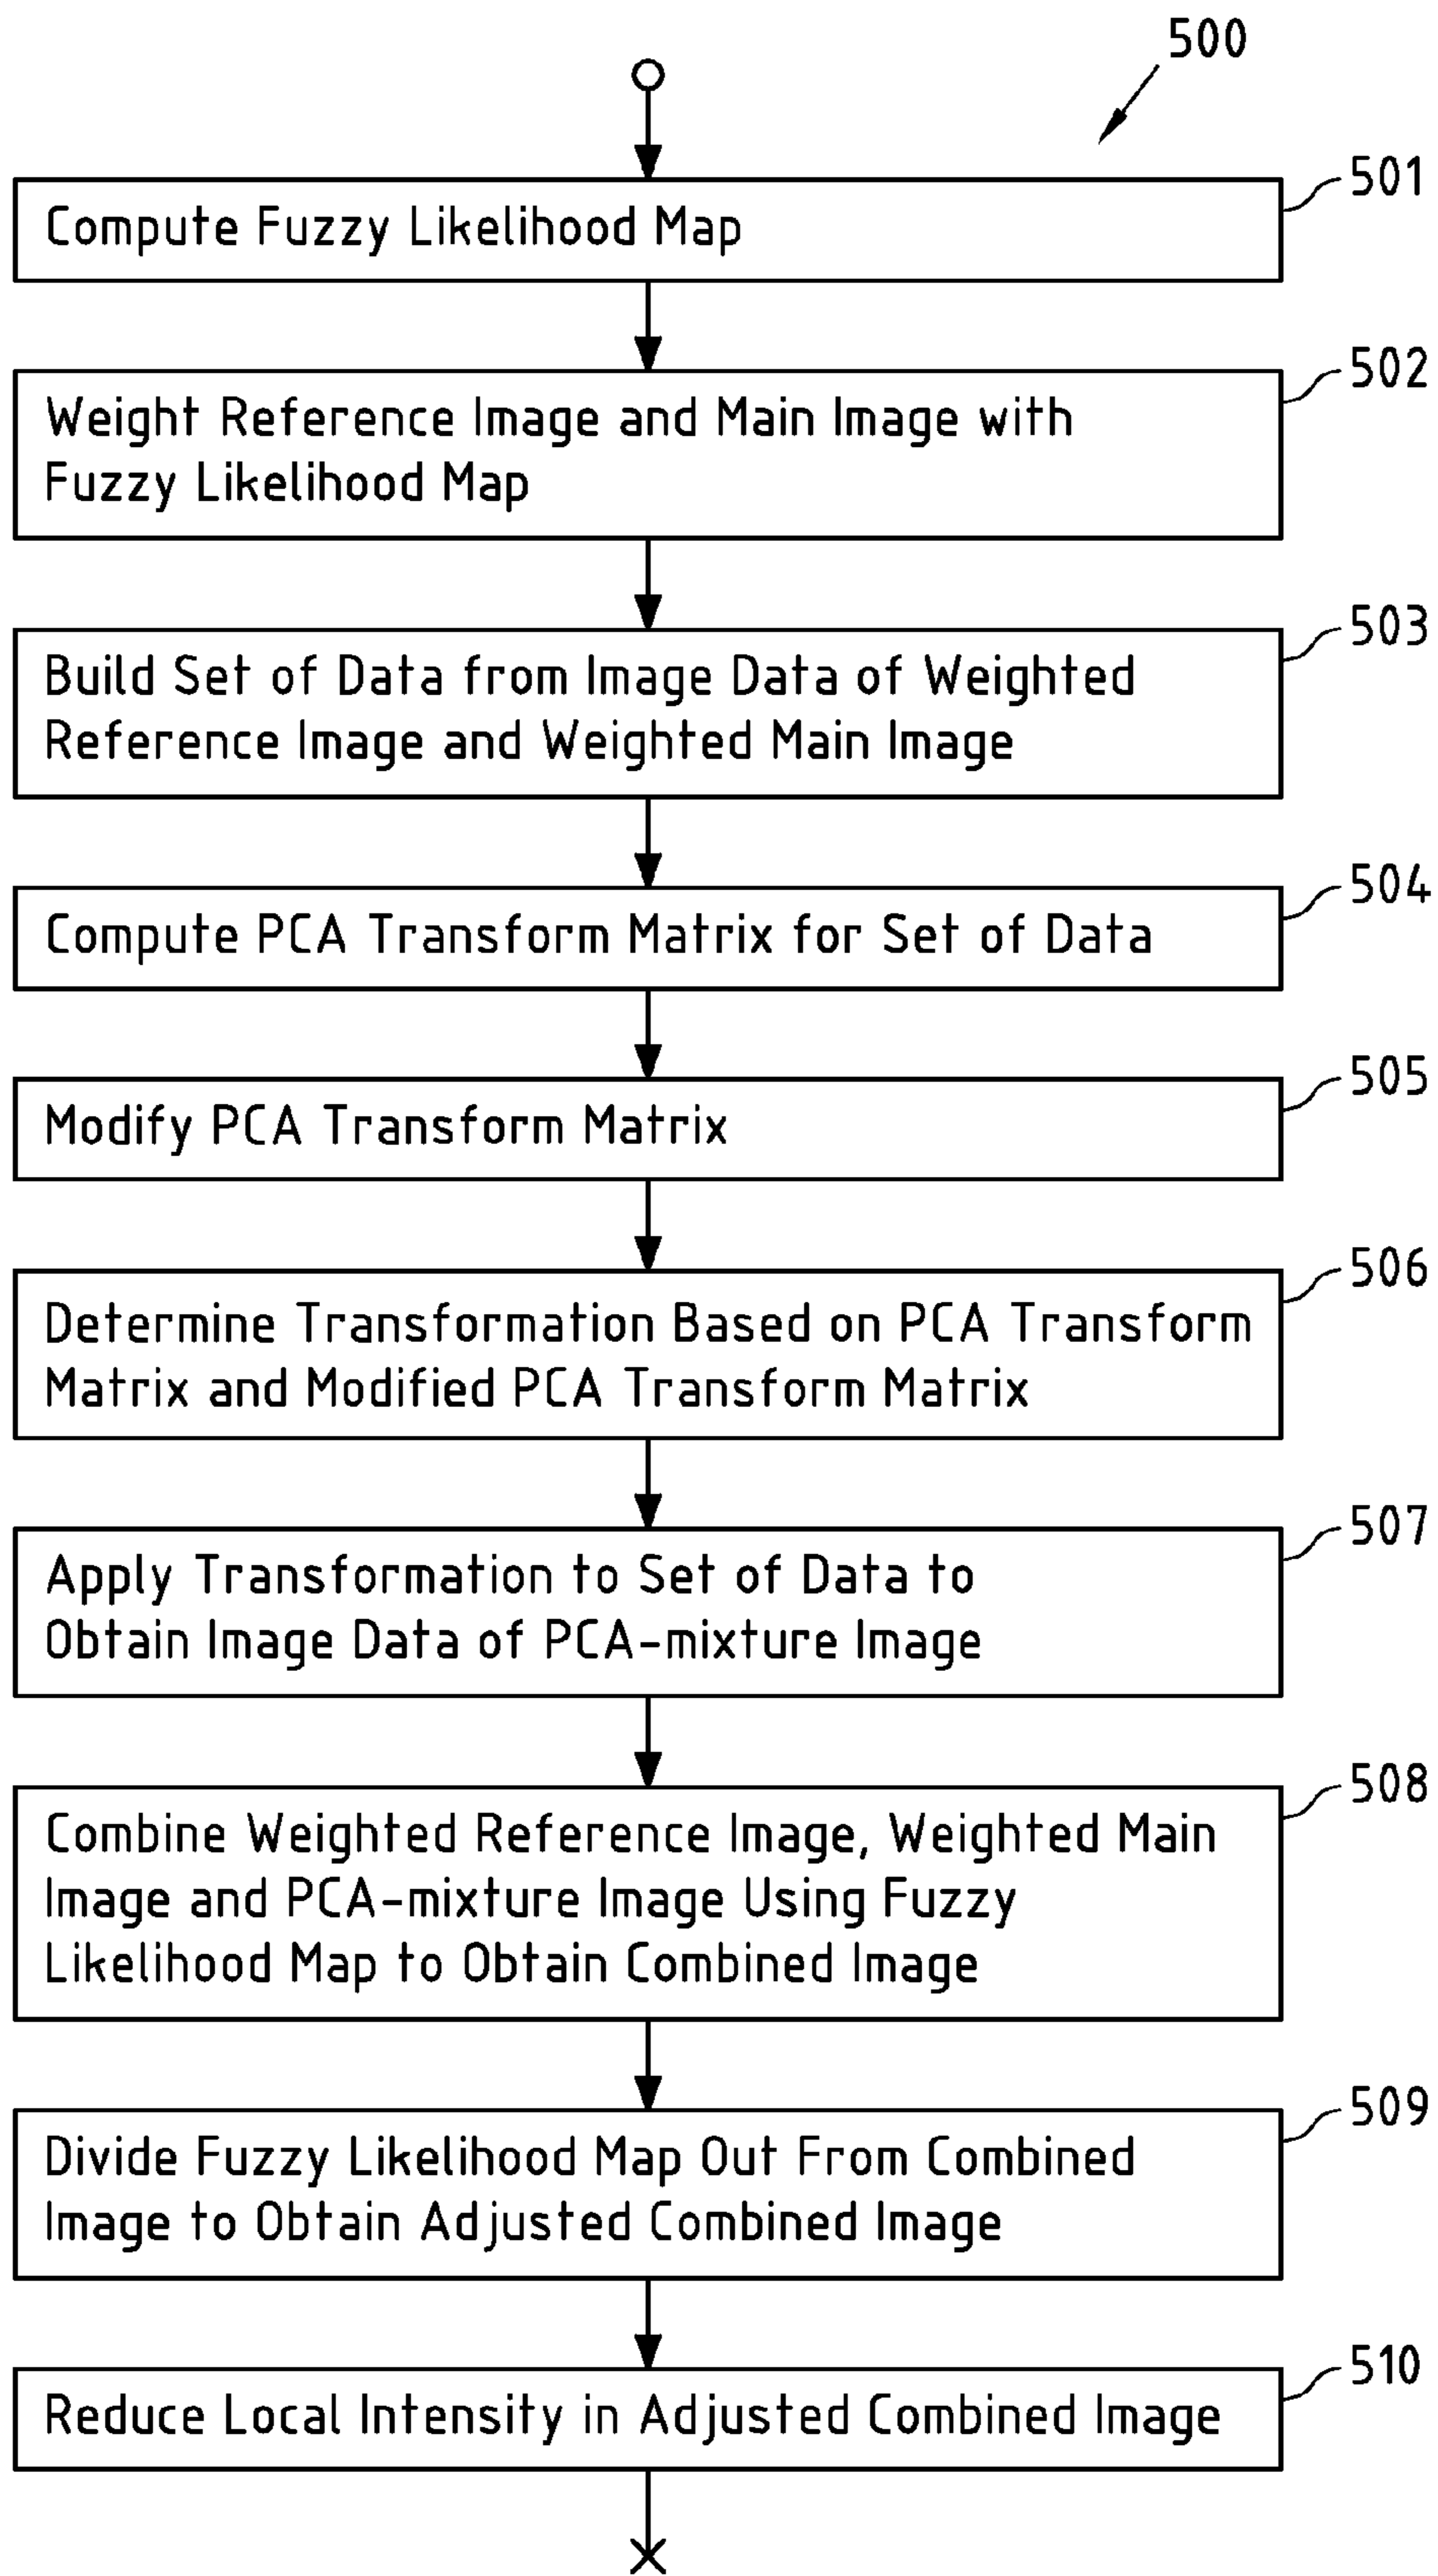 500
501
Compute Fuzzy Likelihood Map
502
Weight Reference Image and Main Image with
Fuzzy Likelihood Map
503
Build Set of Data from Image Data of Weighted
Reference Image and Weighted Main Image
504
Compute PCA Transform Matrix for Set of Data
505
Modify PCA Transform Matrix
506
Determine Transformation Based on PCA Transform
Matrix and Modified PCA Transform Matrix
507
Apply Transformation to Set of Data to
Obtain Image Data of PCA-mixture Image
508
Combine Weighted Reference Image, Weighted Main
Image and PCA-mixture Image Using Fuzzy
Likelihood Map to Obtain Combined Image
509
Divide Fuzzy Likelihood Map Out From Combined
Image to Obtain Adjusted Combined Image
510
Reduce Local Intensity in Adjusted Combined Image